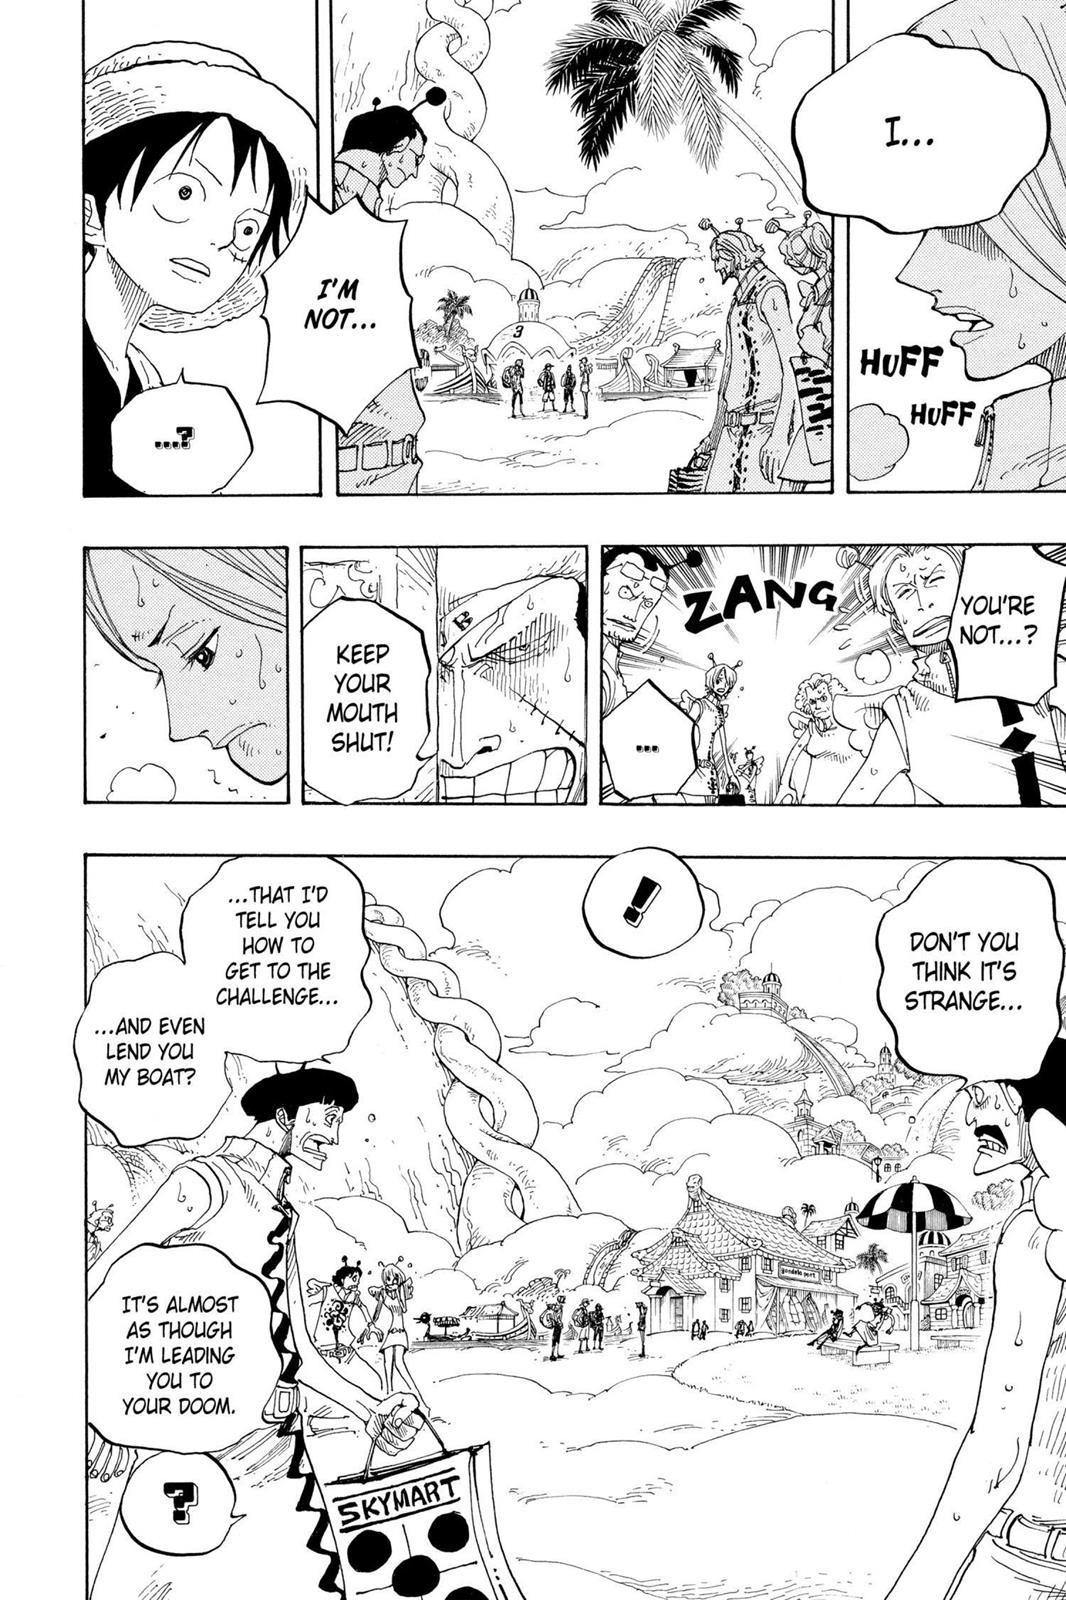 I...
HUFF
HUFF
I'M
NOT...
3
...?
YOU'RE
NOT...?
ZANG
!
...
KEEP
YOUR
MOUTH
SHUT!
DON'T YOU
THINK IT'S
STRANGE...
!
...THAT I'D
TELL YOU
HOW TO
GET TO THE
CHALLENGE...
...AND EVEN
LEND YOU
MY BOAT?
gondola port
IT'S ALMOST
AS THOUGH
I'M LEADING
YOU TO
YOUR DOOM.
?
SKYMART